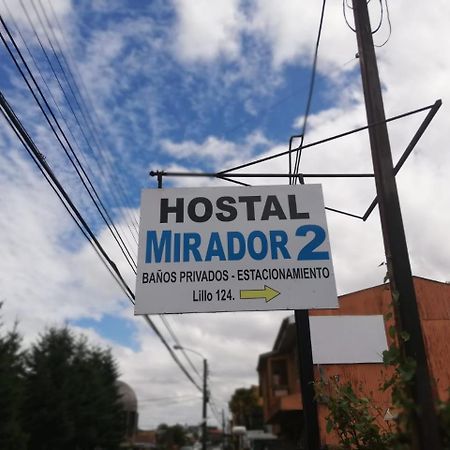 HOSTAL
MIRADOR 2
BAÑOS PRIVADOS - ESTACIONAMIENTO
Lillo 124.